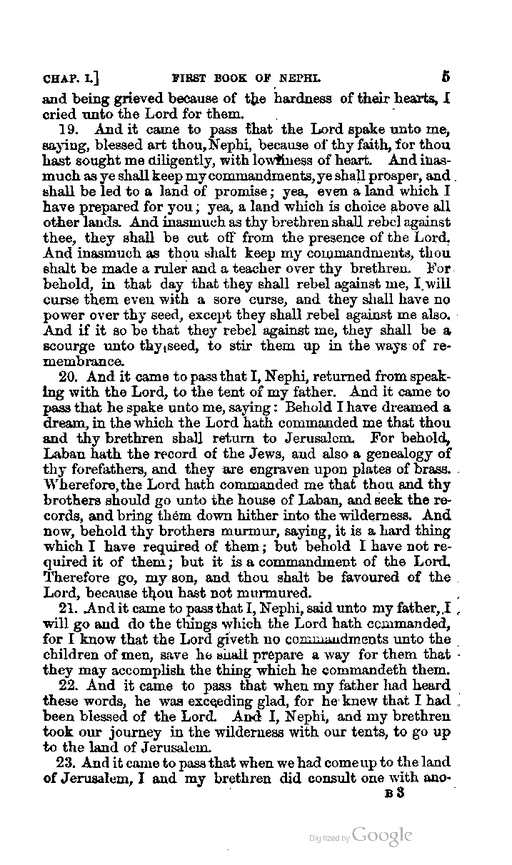 CHAP. I.] FIRST BOOK OF NEPHI. 5
and being grieved because of the hardness of their hearts, I
cried unto the Lord for them.
19. And it came to pass that the Lord spake unto me,
saying, blessed art thou, Nephi, because of thy faith, for thou
hast sought me diligently, with lowliness of heart. And inas-
much as ye shall keep my commandments, ye shall prosper, and
shall be led to a land of promise; yea, even a land which I
have prepared for you; yea, a land which is choice above all
other lands. And inasmuch as thy brethren shall rebel against
thee, they shall be cut off from the presence of the Lord.
And inasmuch as thou shalt keep my commandments, thou
shalt be made a ruler and a teacher over thy brethren. For
behold, in that day that they shall rebel against me, I will
curse them even with a sore curse, and they shall have no
power over thy seed, except they shall rebel against me also.
And if it so be that they rebel against me, they shall be a
scourge unto thy seed, to stir them up in the ways of re-
membrance.
20. And it came to pass that I, Nephi, returned from speak-
ing with the Lord, to the tent of my father. And it came to
pass that he spake unto me, saying: Behold I have dreamed a
dream, in the which the Lord hath commanded me that thou
and thy brethren shall return to Jerusalem. For behold,
Laban hath the record of the Jews, and also a genealogy of
thy forefathers, and they are engraven upon plates of brass.
Wherefore, the Lord hath commanded me that thou and thy
brothers should go unto the house of Laban, and seek the re-
cords, and bring them down hither into the wilderness. And
now, behold thy brothers murmur, saying, it is a hard thing
which I have required of them; but behold I have not re-
quired it of them; but it is a commandment of the Lord.
Therefore go, my son, and thou shalt be favoured of the
Lord, because thou hast not murmured.
21. And it came to pass that I, Nephi, said unto my father, I
will go and do the things which the Lord hath commanded,
for I know that the Lord giveth no commandments unto the
children of men, save he shall prepare a way for them that
they may accomplish the thing which he commandeth them.
22. And it came to pass that when my father had heard
these words, he was exceeding glad, for he knew that I had
been blessed of the Lord. And I, Nephi, and my brethren
took our journey in the wilderness with our tents, to go up
to the land of Jerusalem.
23. And it came to pass that when we had come up to the land
of Jerusalem, I and my brethren did consult one with ano-
B 3
Digitized by Google